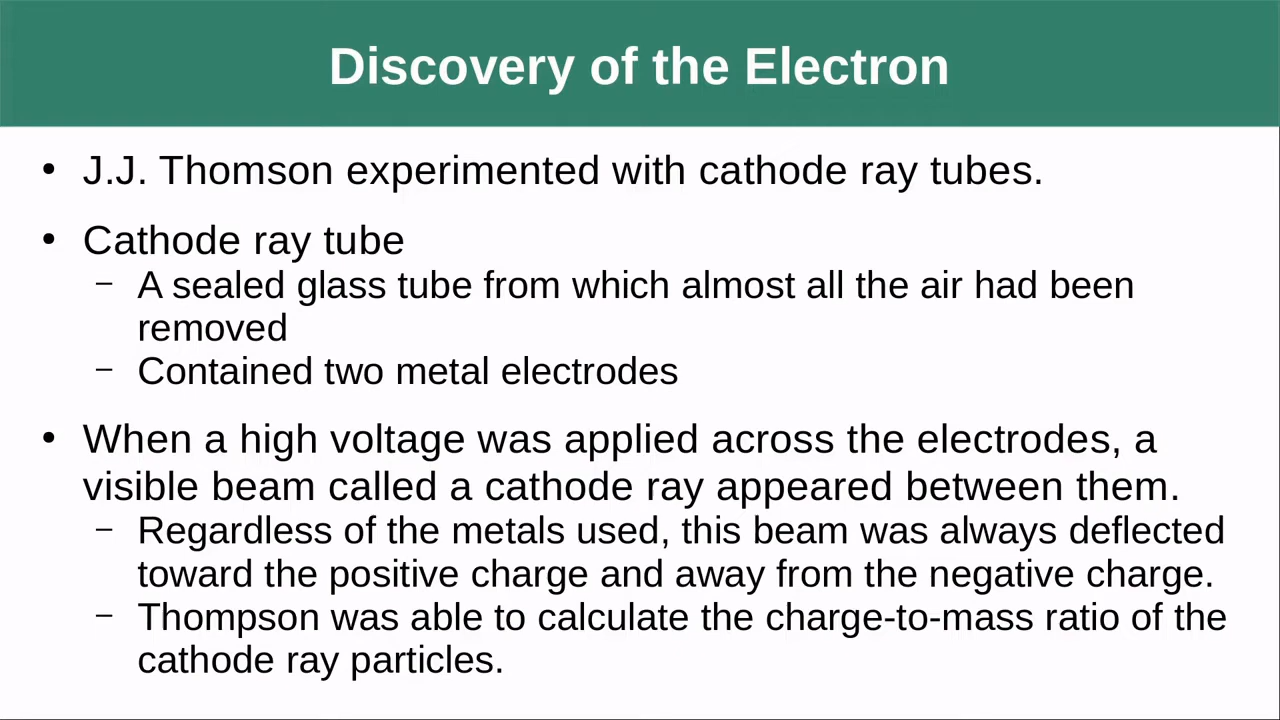 Discovery of the Electron
• J.J. Thomson experimented with cathode ray tubes.
• Cathode ray tube
– A sealed glass tube from which almost all the air had been
removed
– Contained two metal electrodes
• When a high voltage was applied across the electrodes, a
visible beam called a cathode ray appeared between them.
– Regardless of the metals used, this beam was always deflected
toward the positive charge and away from the negative charge.
– Thompson was able to calculate the charge-to-mass ratio of the
cathode ray particles.